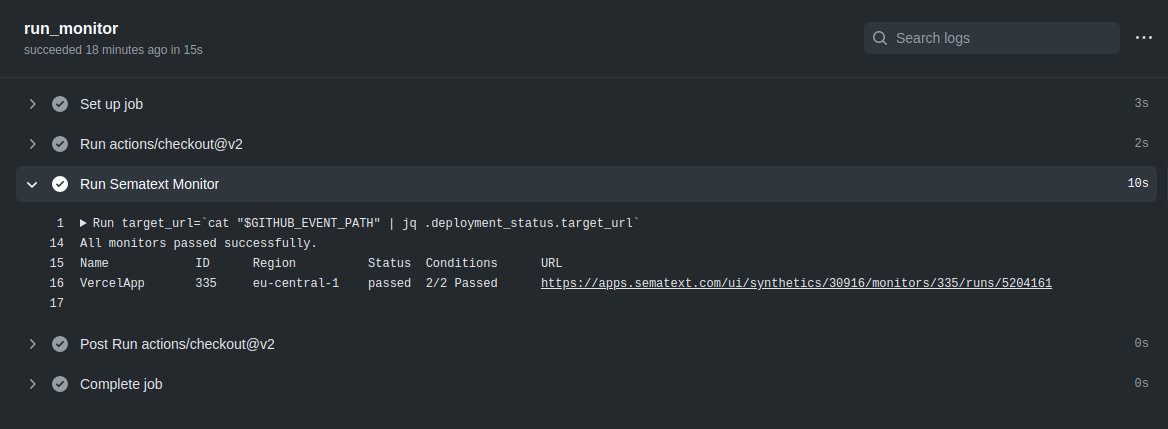 run_monitor
succeeded 18 minutes ago in 15s
Search logs
Set up job 3s
Run actions/checkout@v2 2s
Run Sematext Monitor 10s
1 Run target_url=`cat "$GITHUB_EVENT_PATH" | jq .deployment_status.target_url`
14 All monitors passed successfully.
15 Name ID Region Status Conditions URL
16 VercelApp 335 eu-central-1 passed 2/2 Passed https://apps.sematext.com/ui/synthetics/30916/monitors/335/runs/5204161
17
Post Run actions/checkout@v2 0s
Complete job 0s